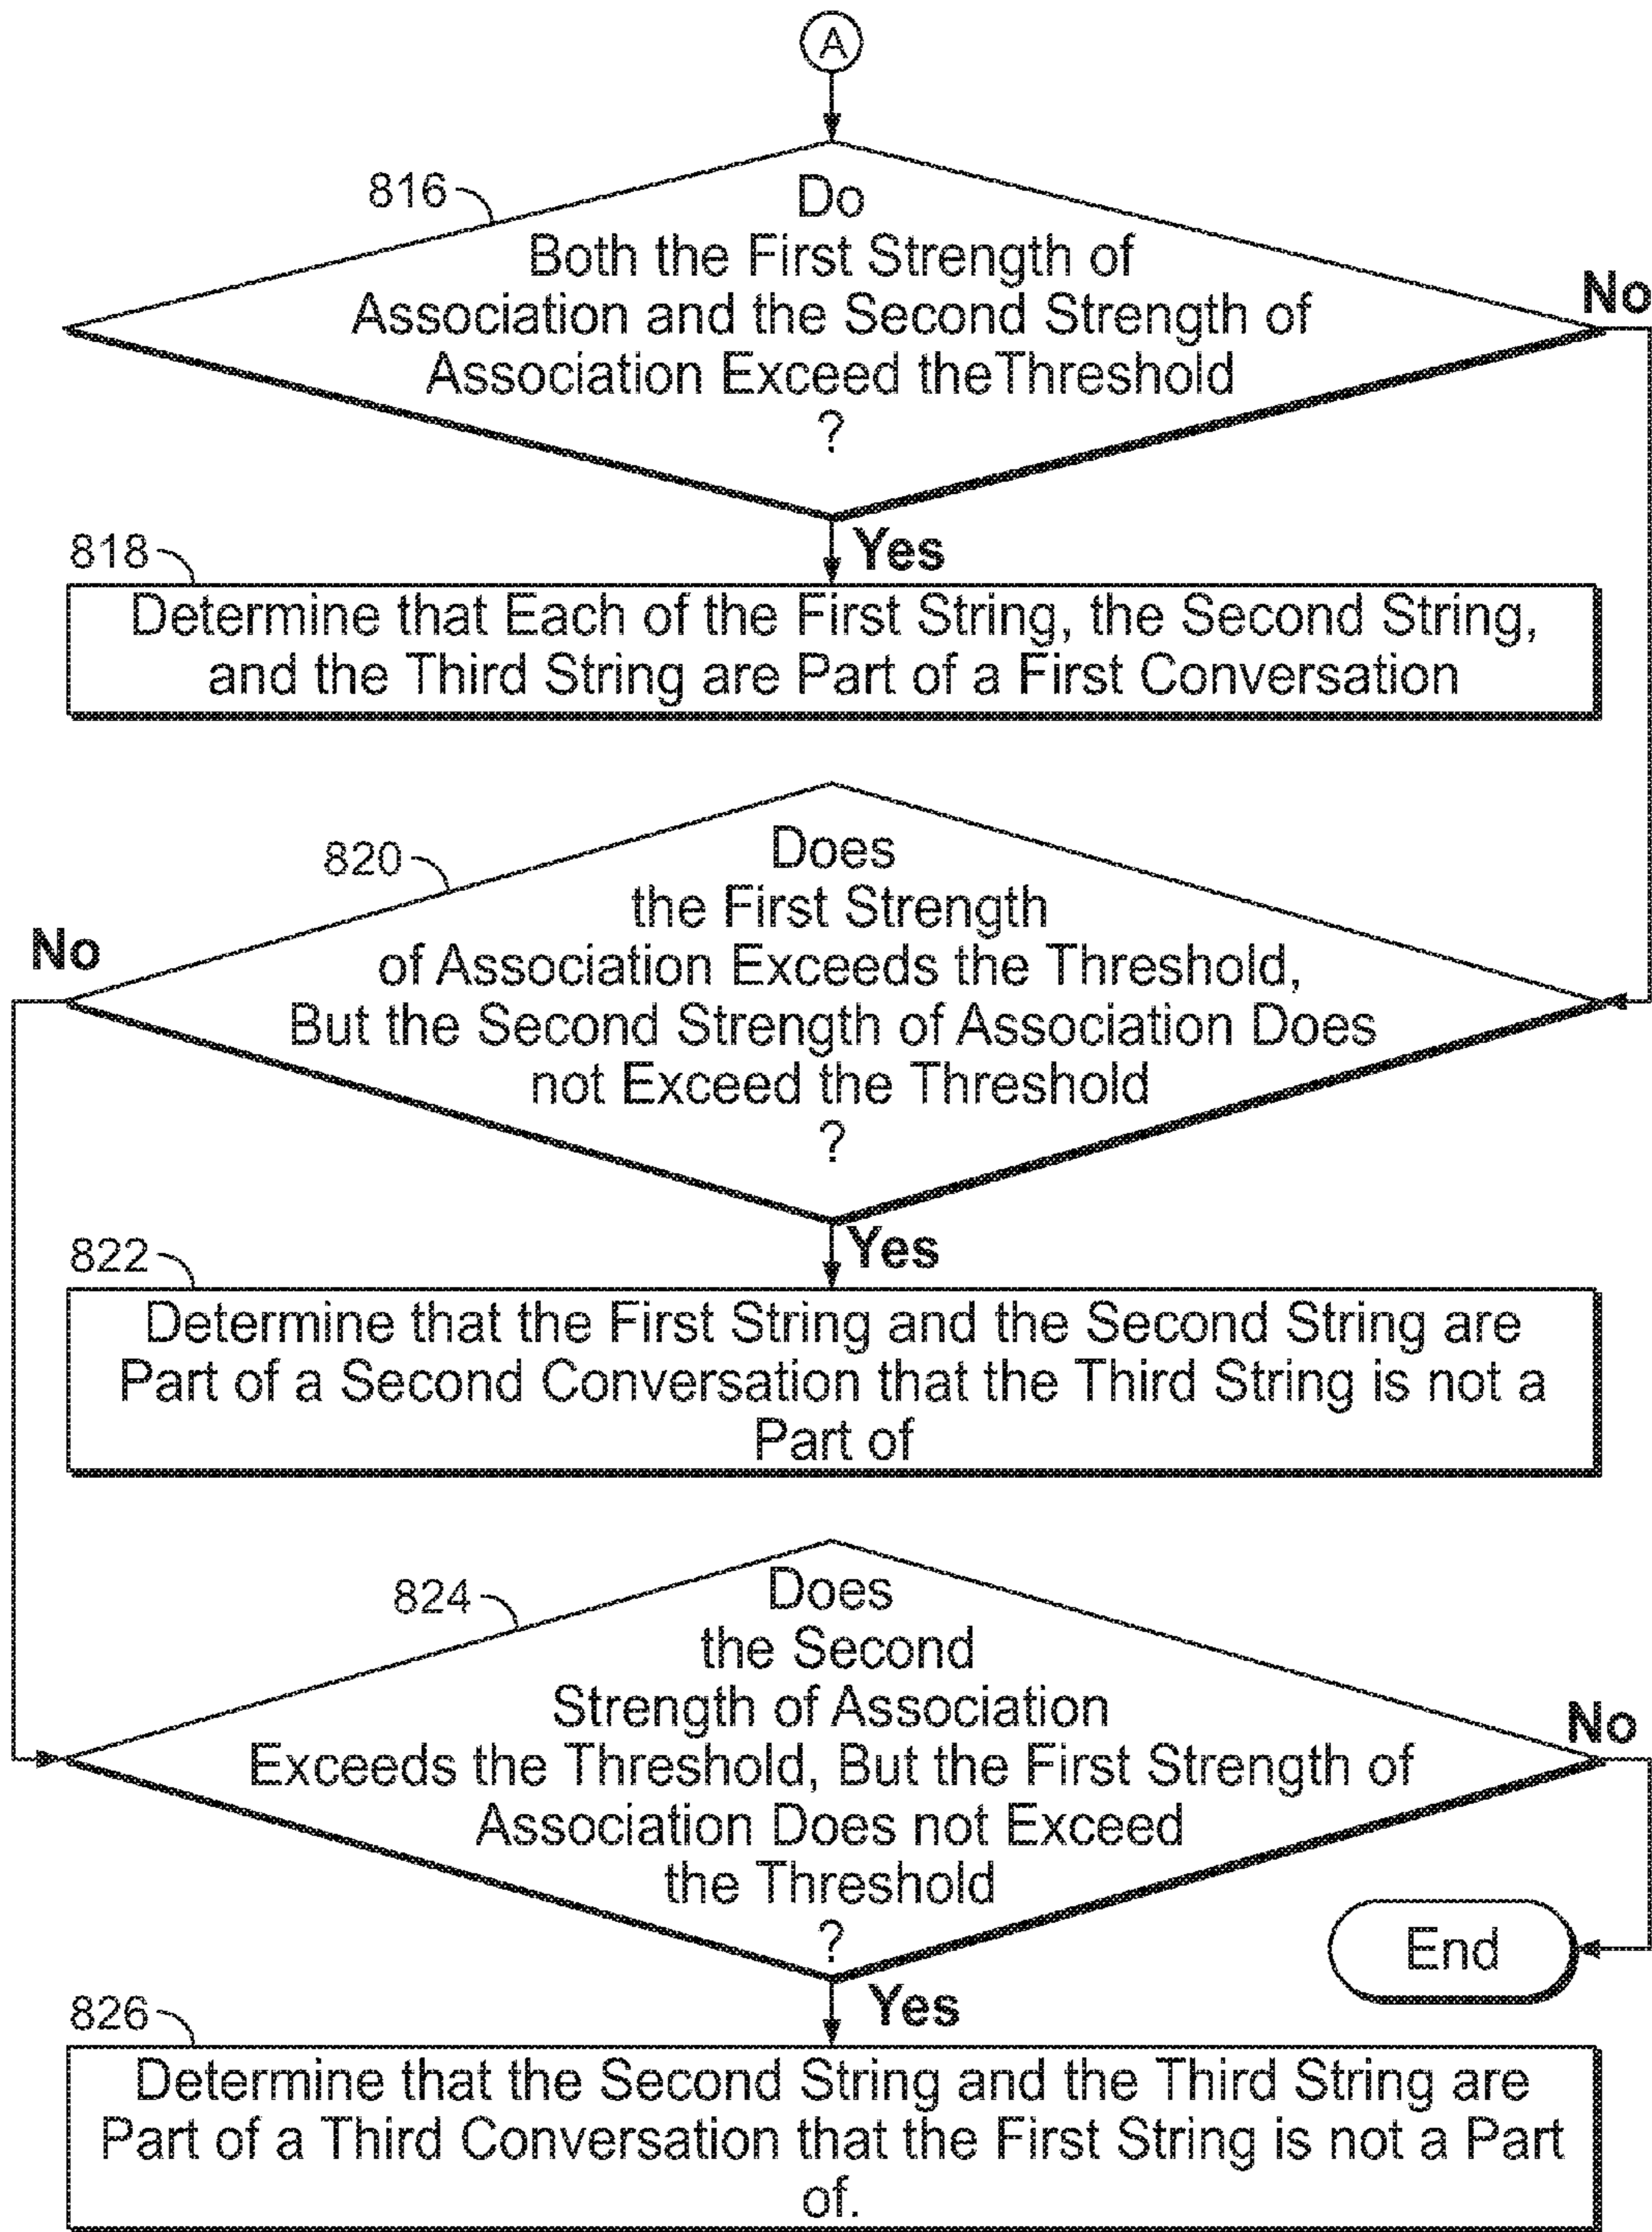 A
816
Do
Both the First Strength of
Association and the Second Strength of
Association Exceed theThreshold
?
No
Yes
818
Determine that Each of the First String, the Second String,
and the Third String are Part of a First Conversation
820
Does
the First Strength
of Association Exceeds the Threshold,
But the Second Strength of Association Does
not Exceed the Threshold
?
No
Yes
822
Determine that the First String and the Second String are
Part of a Second Conversation that the Third String is not a
Part of
824
Does
the Second
Strength of Association
Exceeds the Threshold, But the First Strength of
Association Does not Exceed
the Threshold
?
No
End
Yes
826
Determine that the Second String and the Third String are
Part of a Third Conversation that the First String is not a Part
of.